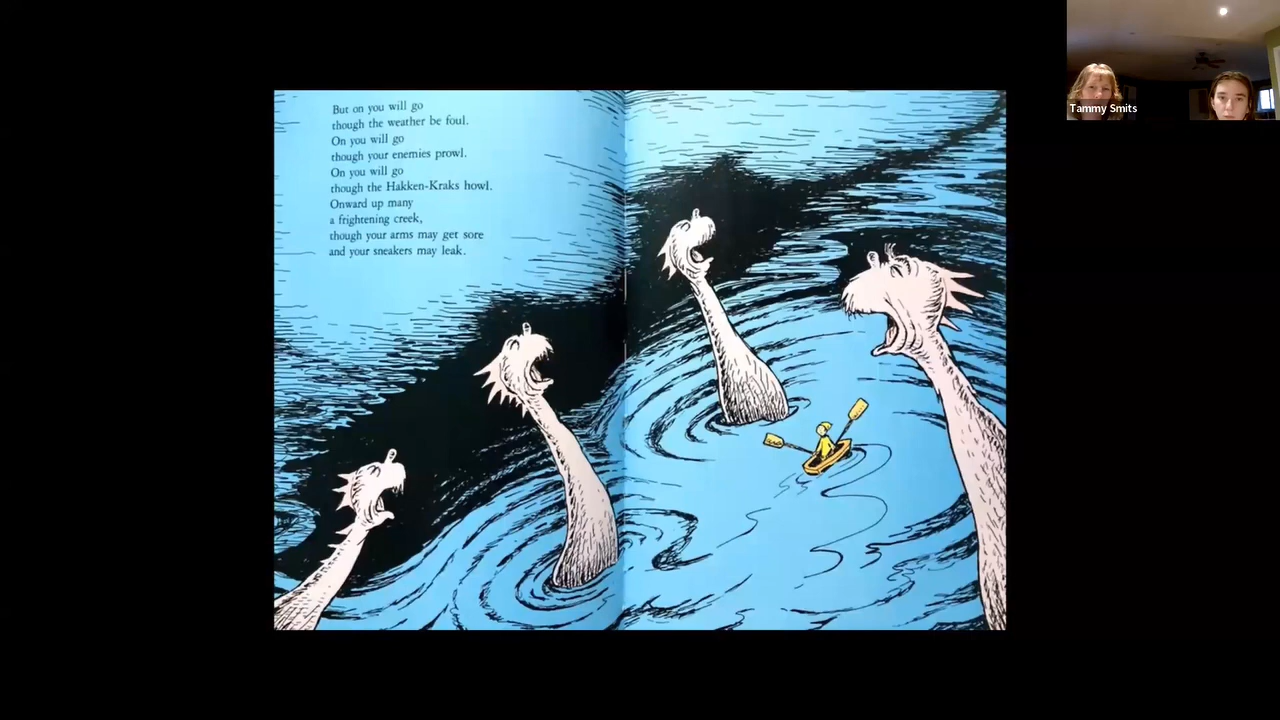 But on you will go
though the weather be foul.
On you will go
though your enemies prowl.
On you will go
though the Hakken-Kraks howl.
Onward up many
a frightening creek,
though your arms may get sore
and your sneakers may leak.
Tammy Smits